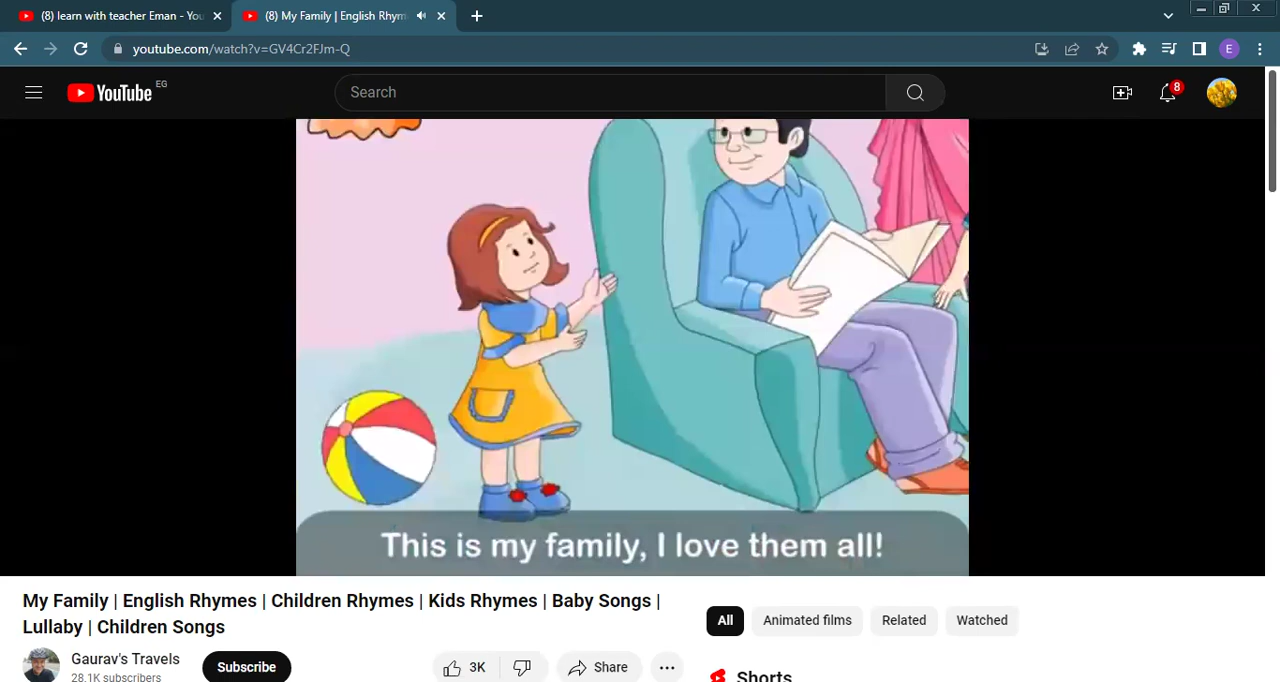 (8) learn with teacher Eman - You
(8) My Family | English Rhym
youtube.com/watch?v=GV4Cr2FJm-Q
E
YouTube EG
Search
8
This is my family, I love them all!
My Family | English Rhymes | Children Rhymes | Kids Rhymes | Baby Songs |
Lullaby | Children Songs
All
Animated films
Related
Watched
Gaurav's Travels
28.1K subscribers
Subscribe
3K
Share
Shorts